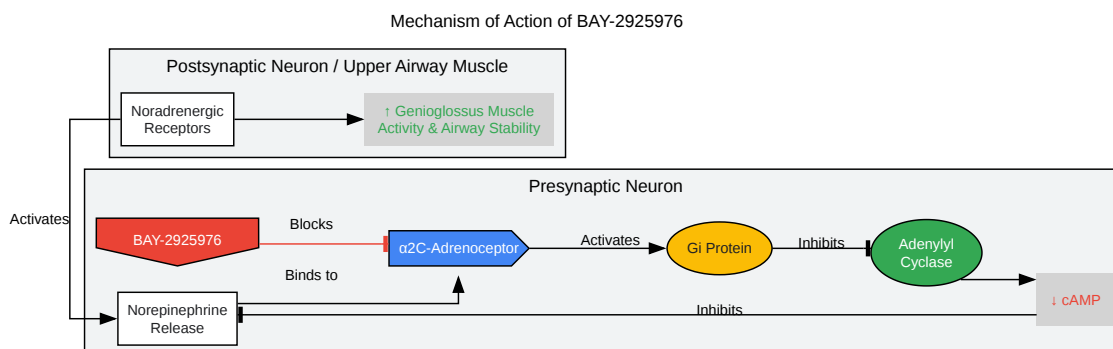 Mechanism of Action of BAY-2925976
Postsynaptic Neuron / Upper Airway Muscle
Noradrenergic
Receptors
↑ Genioglossus Muscle
Activity & Airway Stability
Presynaptic Neuron
Activates
BAY-2925976
Blocks
α2C-Adrenoceptor
Activates
Gi Protein
Inhibits
Adenylyl
Cyclase
Binds to
Norepinephrine
Release
Inhibits
↓ cAMP